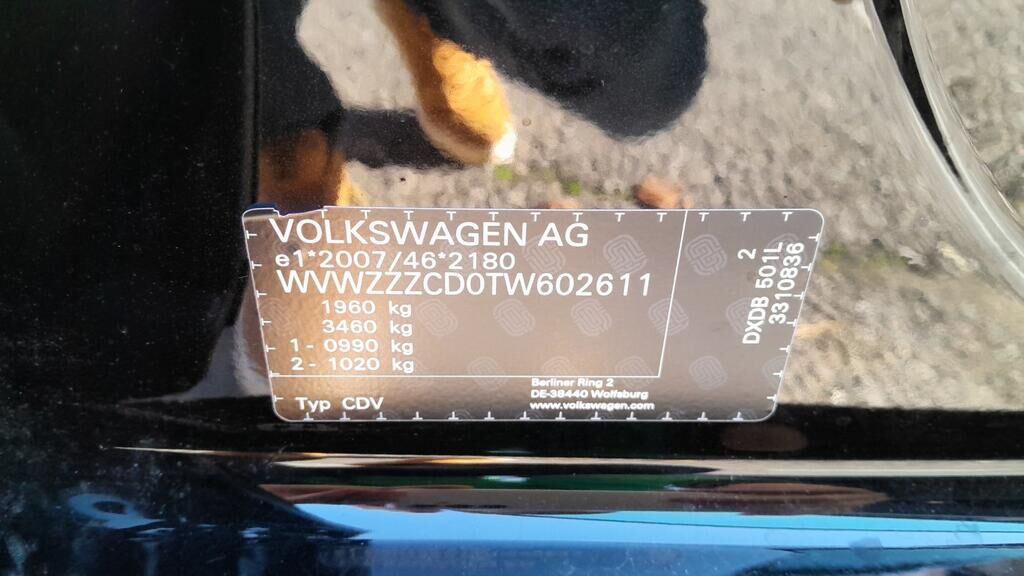 VOLKSWAGEN AG
e1*2007/46*2180
WVWZZZCD0TW602611
1960 kg
3460 kg
1 - 0990 kg
2 - 1020 kg
Typ CDV
Berliner Ring 2
DE-38440 Wolfsburg
www.volkswagen.com
2
DXDB 501L
3310836